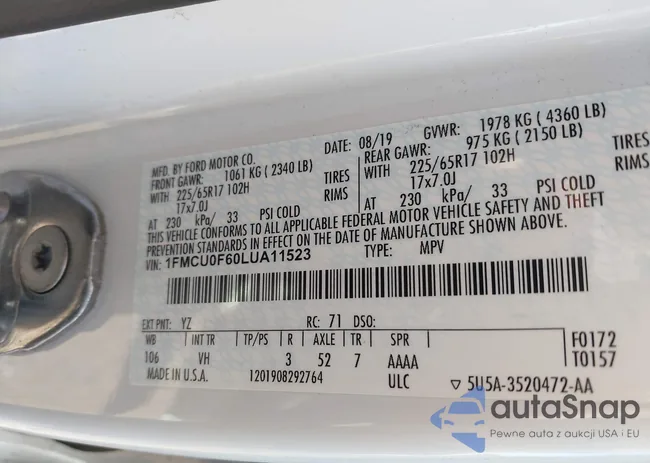 MFD. BY FORD MOTOR CO.
DATE: 08/19 GVWR: 1978 KG ( 4360 LB)
FRONT GAWR: 1061 KG ( 2340 LB) REAR GAWR: 975 KG ( 2150 LB)
WITH 225/65R17 102H TIRES WITH 225/65R17 102H TIRES
17x7.0J RIMS 17x7.0J RIMS
AT 230 kPa/ 33 PSI COLD AT 230 kPa/ 33 PSI COLD
THIS VEHICLE CONFORMS TO ALL APPLICABLE FEDERAL MOTOR VEHICLE SAFETY AND THEFT
PREVENTION STANDARDS IN EFFECT ON THE DATE OF MANUFACTURE SHOWN ABOVE.
VIN: 1FMCU0F60LUA11523 TYPE: MPV
EXT PNT: YZ RC: 71 DSO:
WB INT TR TP/PS R AXLE TR SPR F0172
106 VH 3 52 7 AAAA T0157
MADE IN U.S.A. 1201908292764 ULC ▽ 5U5A-3520472-AA
autaSnap
Pewne auta z aukcji USA i EU